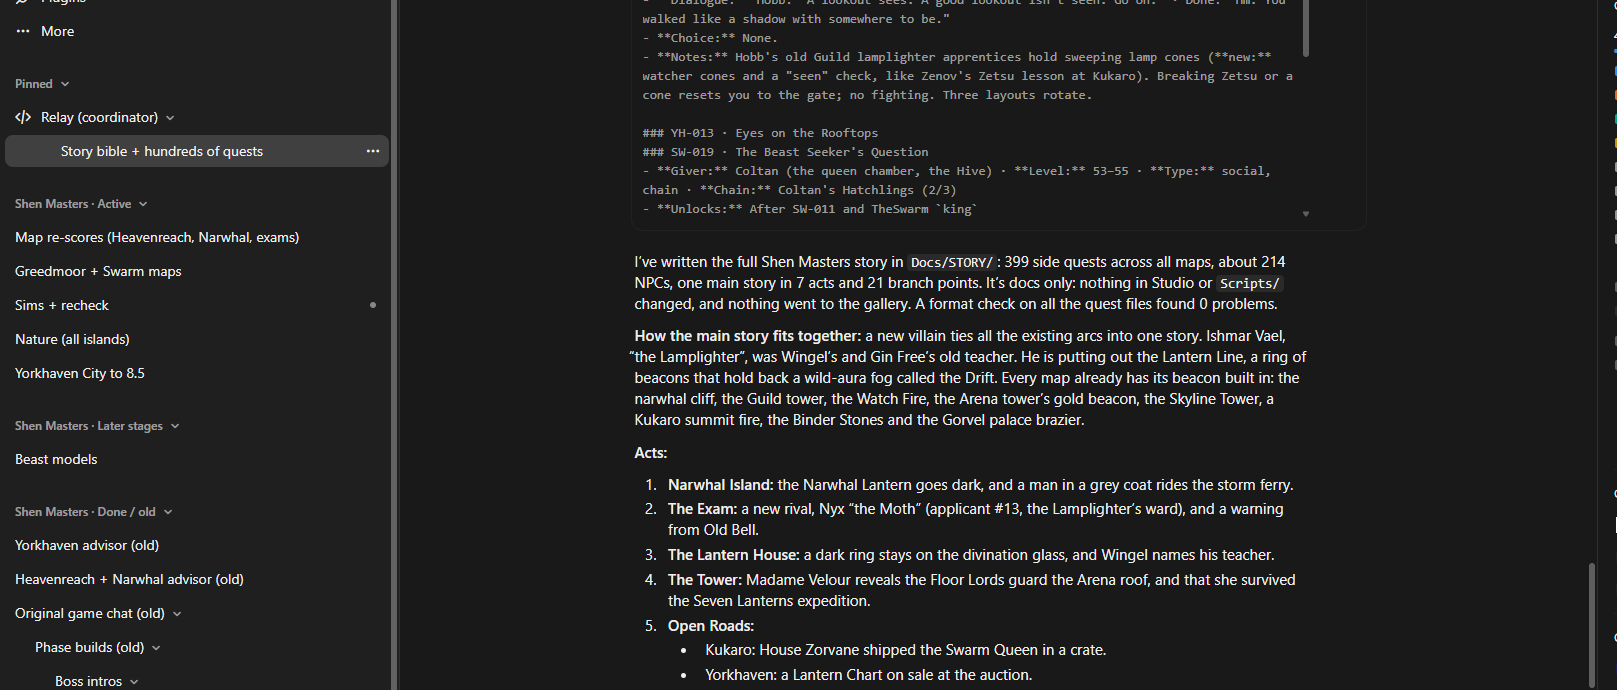 Plugins
More
Pinned
Relay (coordinator)
Story bible + hundreds of quests
Shen Masters · Active
Map re-scores (Heavenreach, Narwhal, exams)
Greedmoor + Swarm maps
Sims + recheck
Nature (all islands)
Yorkhaven City to 8.5
Shen Masters · Later stages
Beast models
Shen Masters · Done / old
Yorkhaven advisor (old)
Heavenreach + Narwhal advisor (old)
Original game chat (old)
Phase builds (old)
Boss intros
- **Dialogue:** Hobb: "A lookout sees. A good lookout isn't seen. Go on." · Done: "Hm. You
walked like a shadow with somewhere to be."
- **Choice:** None.
- **Notes:** Hobb's old Guild lamplighter apprentices hold sweeping lamp cones (**new:**
watcher cones and a "seen" check, like Zenov's Zetsu lesson at Kukaro). Breaking Zetsu or a
cone resets you to the gate; no fighting. Three layouts rotate.
### YH-013 · Eyes on the Rooftops
### SW-019 · The Beast Seeker's Question
- **Giver:** Coltan (the queen chamber, the Hive) · **Level:** 53–55 · **Type:** social,
chain · **Chain:** Coltan's Hatchlings (2/3)
- **Unlocks:** After SW-011 and TheSwarm `king`
I've written the full Shen Masters story in Docs/STORY/: 399 side quests across all maps, about 214
NPCs, one main story in 7 acts and 21 branch points. It's docs only: nothing in Studio or Scripts/
changed, and nothing went to the gallery. A format check on all the quest files found 0 problems.
How the main story fits together: a new villain ties all the existing arcs into one story. Ishmar Vael,
"the Lamplighter", was Wingel's and Gin Free's old teacher. He is putting out the Lantern Line, a ring of
beacons that hold back a wild-aura fog called the Drift. Every map already has its beacon built in: the
narwhal cliff, the Guild tower, the Watch Fire, the Arena tower's gold beacon, the Skyline Tower, a
Kukaro summit fire, the Binder Stones and the Gorvel palace brazier.
Acts:
1. Narwhal Island: the Narwhal Lantern goes dark, and a man in a grey coat rides the storm ferry.
2. The Exam: a new rival, Nyx "the Moth" (applicant #13, the Lamplighter's ward), and a warning
from Old Bell.
3. The Lantern House: a dark ring stays on the divination glass, and Wingel names his teacher.
4. The Tower: Madame Velour reveals the Floor Lords guard the Arena roof, and that she survived
the Seven Lanterns expedition.
5. Open Roads:
• Kukaro: House Zorvane shipped the Swarm Queen in a crate.
• Yorkhaven: a Lantern Chart on sale at the auction.